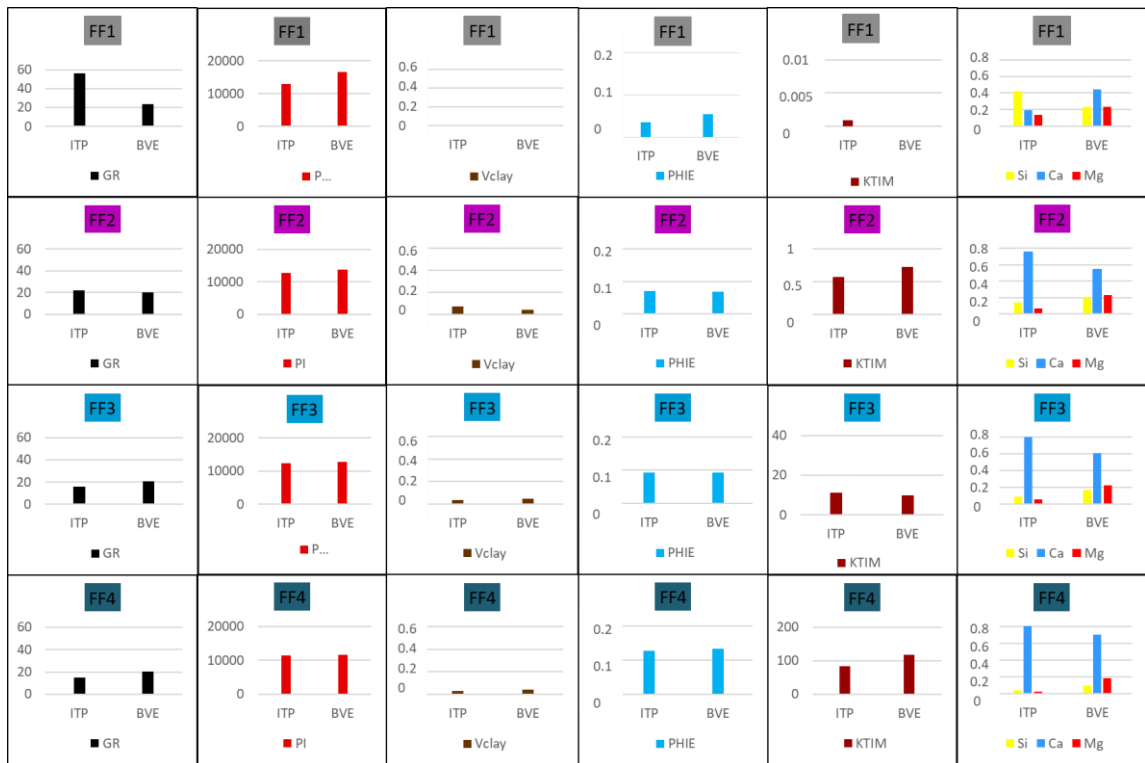 FF1 FF1 FF1 FF1 FF1 FF1
60 20000 0.6 0.2 0.01 0.8
40 10000 0.4 0.1 0.005 0.6
20 0 0.2 0 0 0.4
0 0 0.2
0
ITP BVE ITP BVE ITP BVE ITP BVE ITP BVE ITP BVE
GR P... Vclay PHIE KTIM Si Ca Mg
FF2 FF2 FF2 FF2 FF2 FF2
60 20000 0.6 0.2 1 0.8
40 10000 0.4 0.1 0.5 0.6
20 0 0.2 0 0 0.4
0 0 0.2
0
ITP BVE ITP BVE ITP BVE ITP BVE ITP BVE ITP BVE
GR PI Vclay PHIE KTIM Si Ca Mg
FF3 FF3 FF3 FF3 FF3 FF3
60 20000 0.6 0.2 40 0.8
40 10000 0.4 0.1 20 0.6
20 0 0.2 0 0 0.4
0 0 0.2
0
ITP BVE ITP BVE ITP BVE ITP BVE ITP BVE ITP BVE
GR P... Vclay PHIE KTIM Si Ca Mg
FF4 FF4 FF4 FF4 FF4 FF4
60 20000 0.6 0.2 200 0.8
40 10000 0.4 0.1 100 0.6
20 0 0.2 0 0 0.4
0 0 0.2
0
ITP BVE ITP BVE ITP BVE ITP BVE ITP BVE ITP BVE
GR PI Vclay PHIE KTIM Si Ca Mg